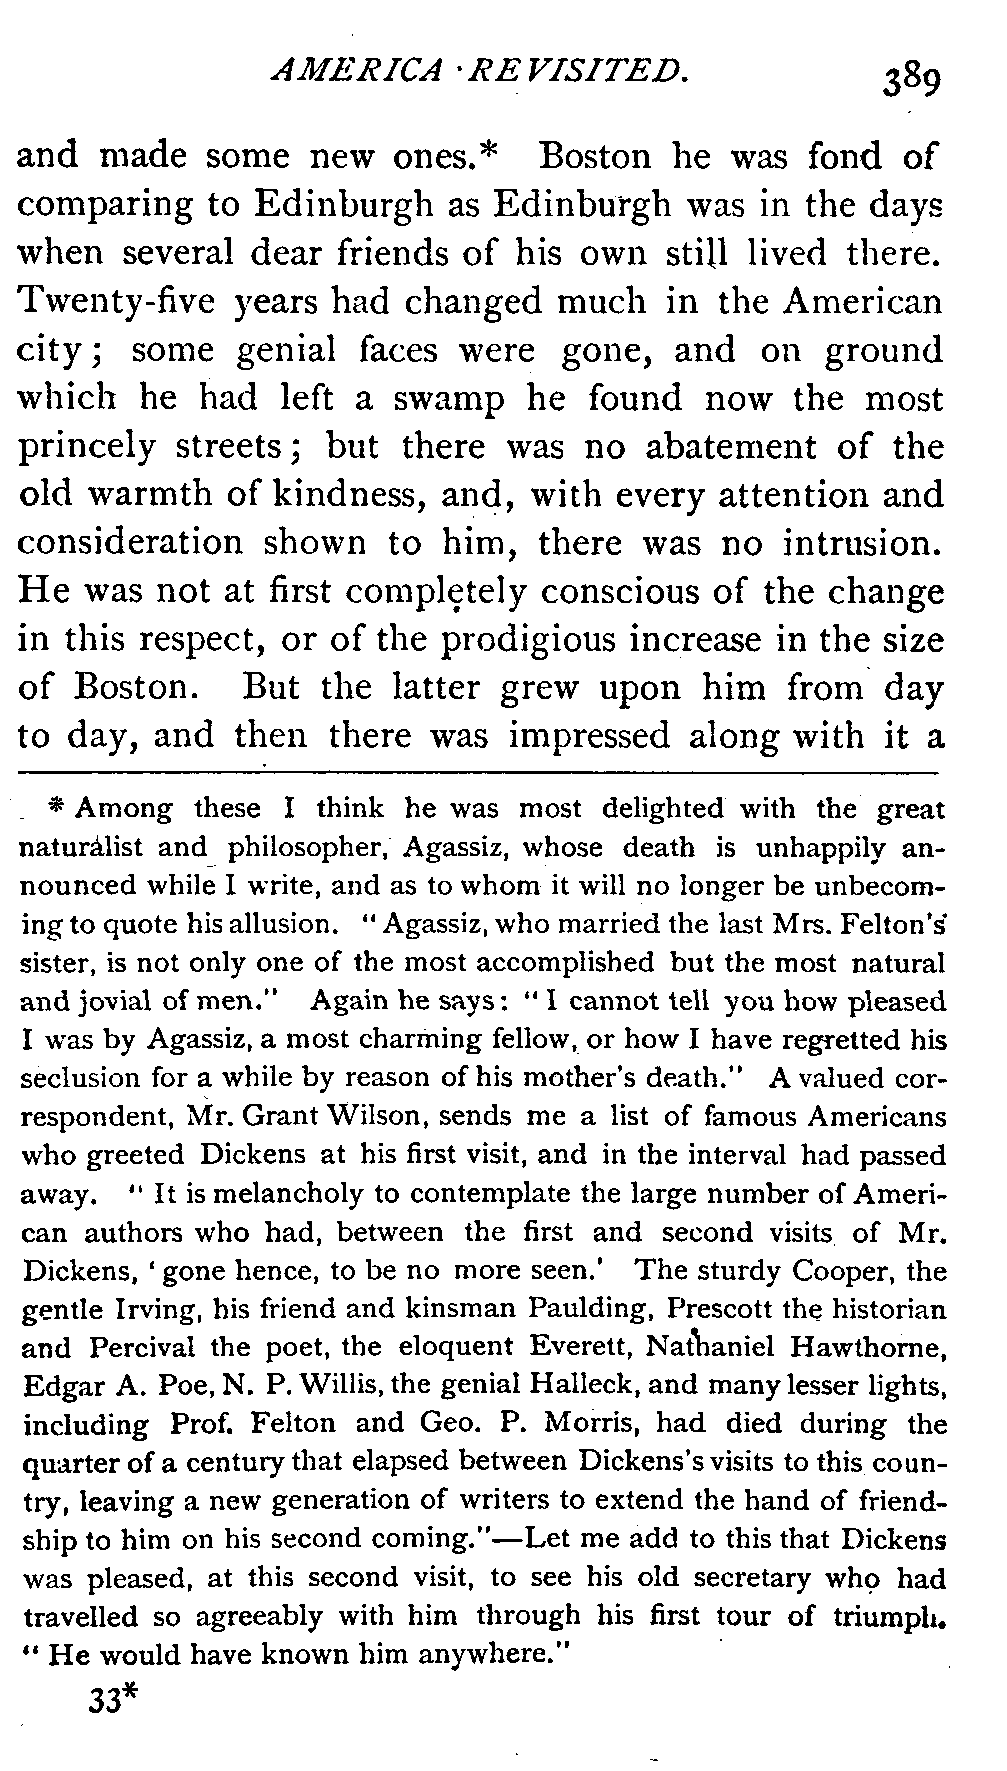 AMERICA REVISITED. 389
and made some new ones.* Boston he was fond of
comparing to Edinburgh as Edinburgh was in the days
when several dear friends of his own still lived there.
Twenty-five years had changed much in the American
city; some genial faces were gone, and on ground
which he had left a swamp he found now the most
princely streets; but there was no abatement of the
old warmth of kindness, and, with every attention and
consideration shown to him, there was no intrusion.
He was not at first completely conscious of the change
in this respect, or of the prodigious increase in the size
of Boston. But the latter grew upon him from day
to day, and then there was impressed along with it a
* Among these I think he was most delighted with the great
naturalist and philosopher, Agassiz, whose death is unhappily an-
nounced while I write, and as to whom it will no longer be unbecom-
ing to quote his allusion. "Agassiz, who married the last Mrs. Felton's
sister, is not only one of the most accomplished but the most natural
and jovial of men." Again he says: "I cannot tell you how pleased
I was by Agassiz, a most charming fellow, or how I have regretted his
seclusion for a while by reason of his mother's death." A valued cor-
respondent, Mr. Grant Wilson, sends me a list of famous Americans
who greeted Dickens at his first visit, and in the interval had passed
away. "It is melancholy to contemplate the large number of Ameri-
can authors who had, between the first and second visits of Mr.
Dickens, 'gone hence, to be no more seen.' The sturdy Cooper, the
gentle Irving, his friend and kinsman Paulding, Prescott the historian
and Percival the poet, the eloquent Everett, Nathaniel Hawthorne,
Edgar A. Poe, N. P. Willis, the genial Halleck, and many lesser lights,
including Prof. Felton and Geo. P. Morris, had died during the
quarter of a century that elapsed between Dickens's visits to this coun-
try, leaving a new generation of writers to extend the hand of friend-
ship to him on his second coming."—Let me add to this that Dickens
was pleased, at this second visit, to see his old secretary who had
travelled so agreeably with him through his first tour of triumph.
"He would have known him anywhere."
33*